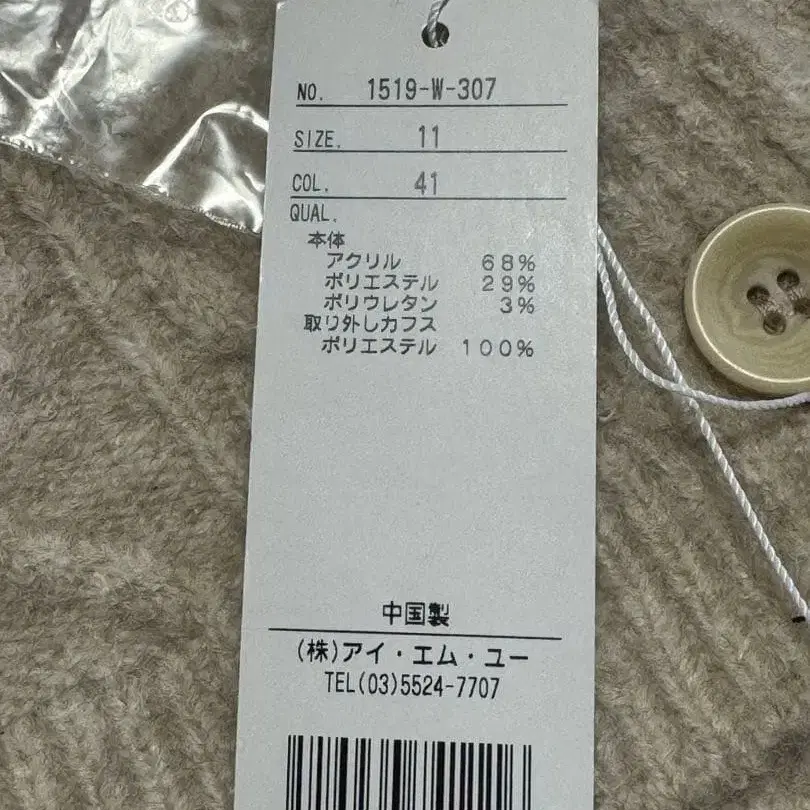 NO. 1519-W-307
SIZE. 11
COL. 41
QUAL.
本体
アクリル 68%
ポリエステル 29%
ポリウレタン 3%
取り外しカフス
ポリエステル 100%
中国製
(株)アイ・エム・ユー
TEL(03)5524-7707